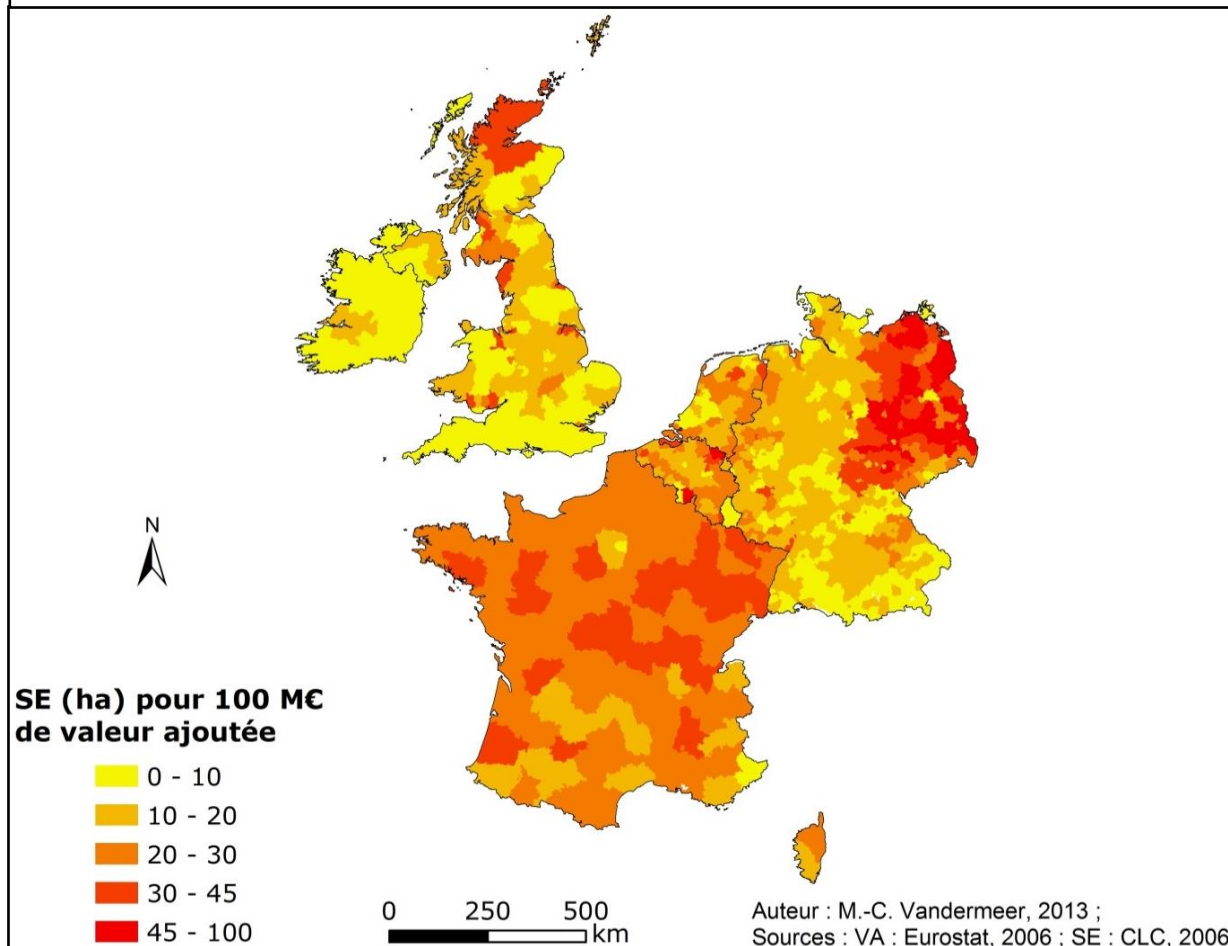 N
SE (ha) pour 100 M€
de valeur ajoutée
0 - 10
10 - 20
20 - 30
30 - 45
45 - 100
0 250 500
km
Auteur : M.-C. Vandermeer, 2013 ;
Sources : VA : Eurostat, 2006 ; SE : CLC, 2006